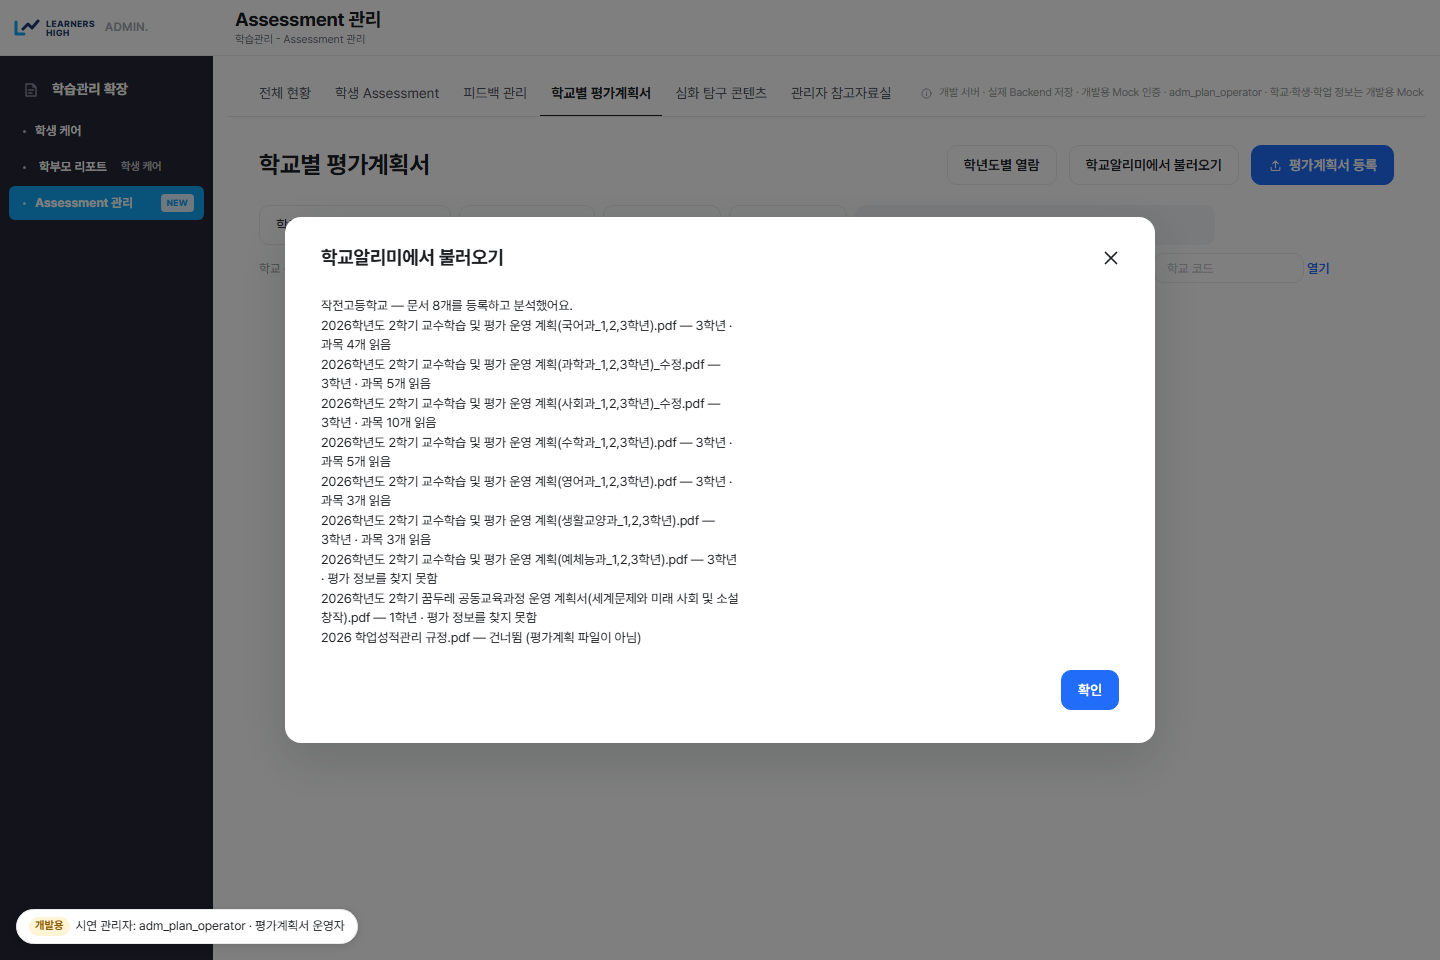 LEARNERS
HIGH
ADMIN.
Assessment 관리
학습관리 - Assessment 관리
학습관리 확장
학생 케어
학부모 리포트 학생 케어
Assessment 관리 NEW
전체 현황 학생 Assessment 피드백 관리 학교별 평가계획서 심화 탐구 콘텐츠 관리자 참고자료실
개발 서버 · 실제 Backend 저장 · 개발용 Mock 인증 · adm_plan_operator · 학교·학생·학업 정보는 개발용 Mock
학교별 평가계획서
학년도별 열람 학교알리미에서 불러오기 평가계획서 등록
학교
학교 코드 열기
학교알리미에서 불러오기
작전고등학교 — 문서 8개를 등록하고 분석했어요.
2026학년도 2학기 교수학습 및 평가 운영 계획(국어과_1,2,3학년).pdf — 3학년 ·
과목 4개 읽음
2026학년도 2학기 교수학습 및 평가 운영 계획(과학과_1,2,3학년)_수정.pdf —
3학년 · 과목 5개 읽음
2026학년도 2학기 교수학습 및 평가 운영 계획(사회과_1,2,3학년)_수정.pdf —
3학년 · 과목 10개 읽음
2026학년도 2학기 교수학습 및 평가 운영 계획(수학과_1,2,3학년).pdf — 3학년 ·
과목 5개 읽음
2026학년도 2학기 교수학습 및 평가 운영 계획(영어과_1,2,3학년).pdf — 3학년 ·
과목 3개 읽음
2026학년도 2학기 교수학습 및 평가 운영 계획(생활교양과_1,2,3학년).pdf —
3학년 · 과목 3개 읽음
2026학년도 2학기 교수학습 및 평가 운영 계획(예체능과_1,2,3학년).pdf — 3학년
· 평가 정보를 찾지 못함
2026학년도 2학기 꿈두레 공동교육과정 운영 계획서(세계문제와 미래 사회 및 소설
창작).pdf — 1학년 · 평가 정보를 찾지 못함
2026 학업성적관리 규정.pdf — 건너뜀 (평가계획 파일이 아님)
확인
개발용 시연 관리자: adm_plan_operator · 평가계획서 운영자